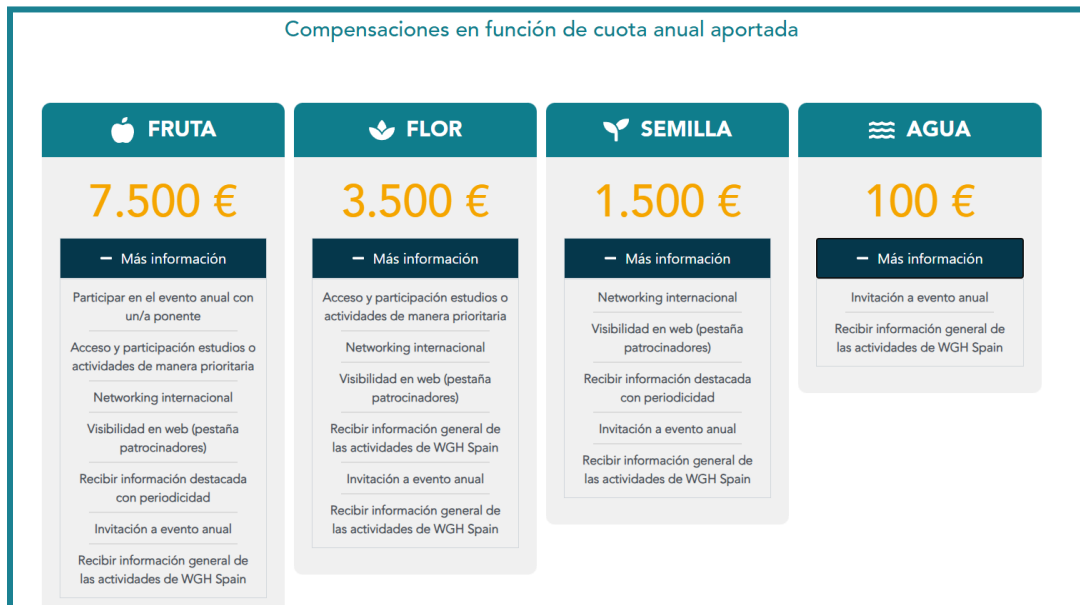 Compensaciones en función de cuota anual aportada
FRUTA
7.500 €
Más información
Participar en el evento anual con
un/a ponente
Acceso y participación estudios o
actividades de manera prioritaria
Networking internacional
Visibilidad en web (pestaña
patrocinadores)
Recibir información destacada
con periodicidad
Invitación a evento anual
Recibir información general de
las actividades de WGH Spain
FLOR
3.500 €
Más información
Acceso y participación estudios o
actividades de manera prioritaria
Networking internacional
Visibilidad en web (pestaña
patrocinadores)
Recibir información general de
las actividades de WGH Spain
Invitación a evento anual
Recibir información general de
las actividades de WGH Spain
SEMILLA
1.500 €
Más información
Networking internacional
Visibilidad en web (pestaña
patrocinadores)
Recibir información destacada
con periodicidad
Invitación a evento anual
Recibir información general de
las actividades de WGH Spain
AGUA
100 €
Más información
Invitación a evento anual
Recibir información general de
las actividades de WGH Spain